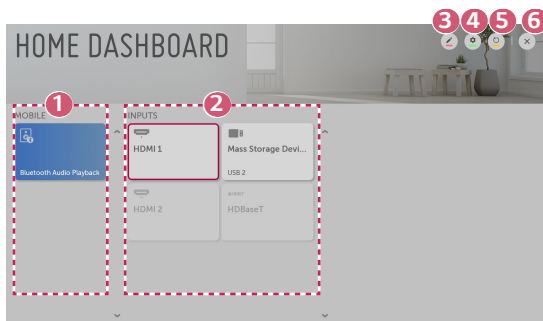 3 4 5 6
HOME DASHBOARD
1 2
MOBILE INPUTS
HDMI 1 Mass Storage Devi...
Bluetooth Audio Playback USB 2
HDMI 2 HDBaseT